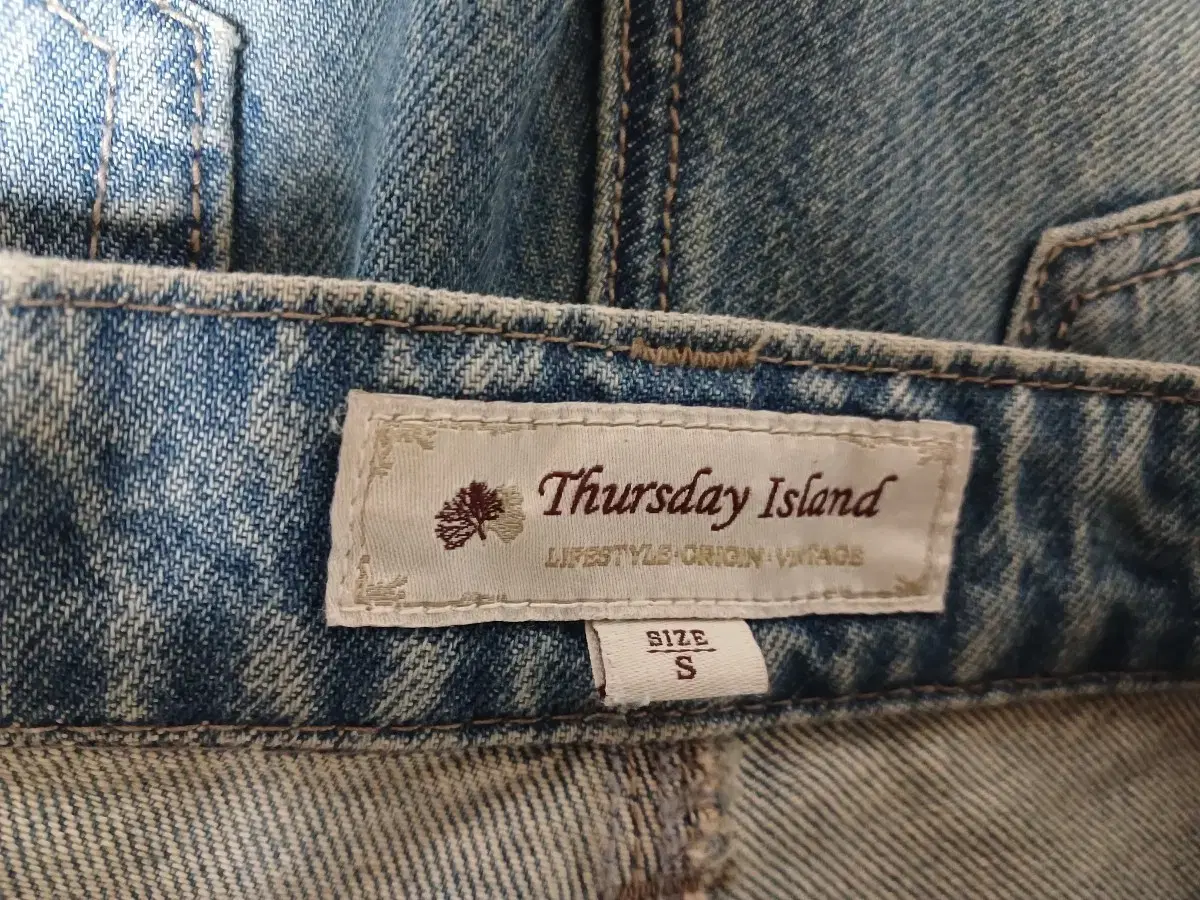 Thursday Island
LIFESTYLE·ORIGIN·VINTAGE
SIZE
S